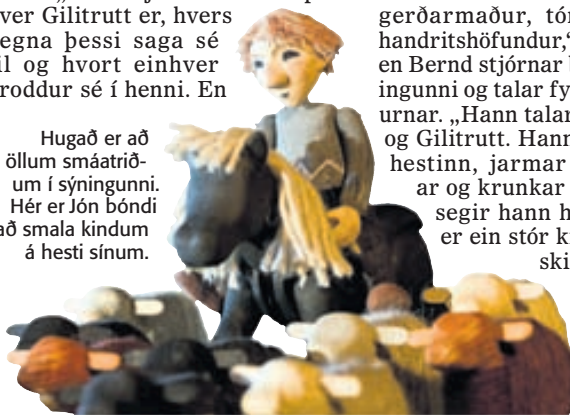 ver Gilitrutt er, hvers
egna þessi saga sé
il og hvort einhver
roddur sé í henni. En
Hugað er að
öllum smáatrið-
um í sýningunni.
Hér er Jón bóndi
að smala kindum
á hesti sínum.
gerðarmaður, tón
handritshöfundur,“
en Bernd stjórnar b
ingunni og talar fy
urnar. „Hann talar
og Gilitrutt. Hann
hestinn, jarmar
ar og krunkar
segir hann h
er ein stór k
ski